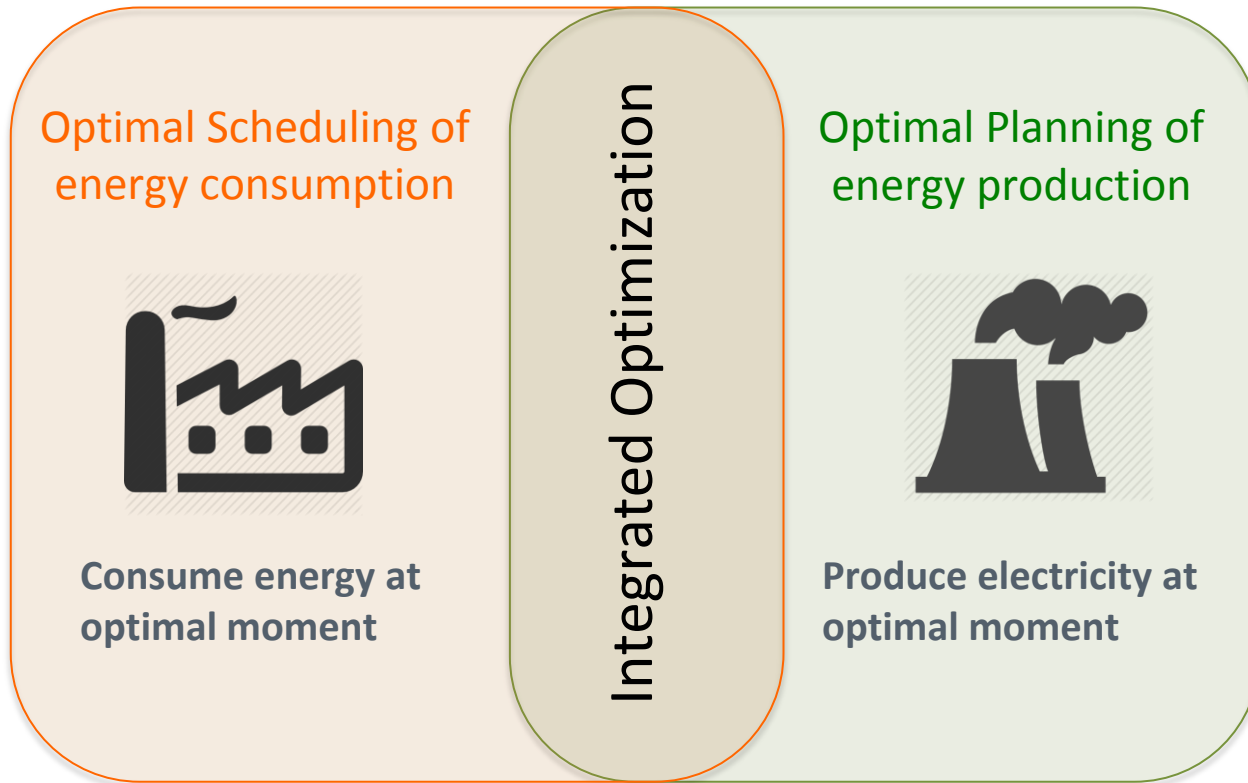 Optimal Scheduling of
energy consumption
Consume energy at
optimal moment
Integrated Optimization
Optimal Planning of
energy production
Produce electricity at
optimal moment